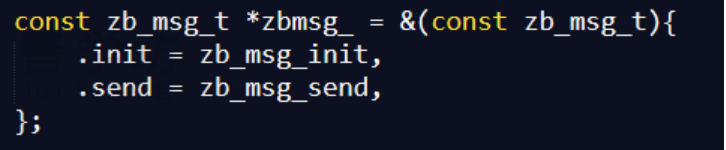 const zb_msg_t *zbmsg_ = &(const zb_msg_t){
    .init = zb_msg_init,
    .send = zb_msg_send,
};